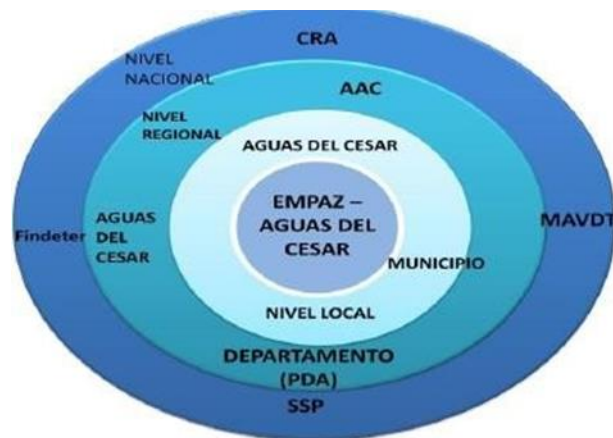 CRA
NIVEL
NACIONAL
AAC
NIVEL
REGIONAL
AGUAS DEL CESAR
EMPAZ –
AGUAS DEL
CESAR
Findeter
AGUAS
DEL
CESAR
MAVDT
MUNICIPIO
NIVEL LOCAL
DEPARTAMENTO
(PDA)
SSP